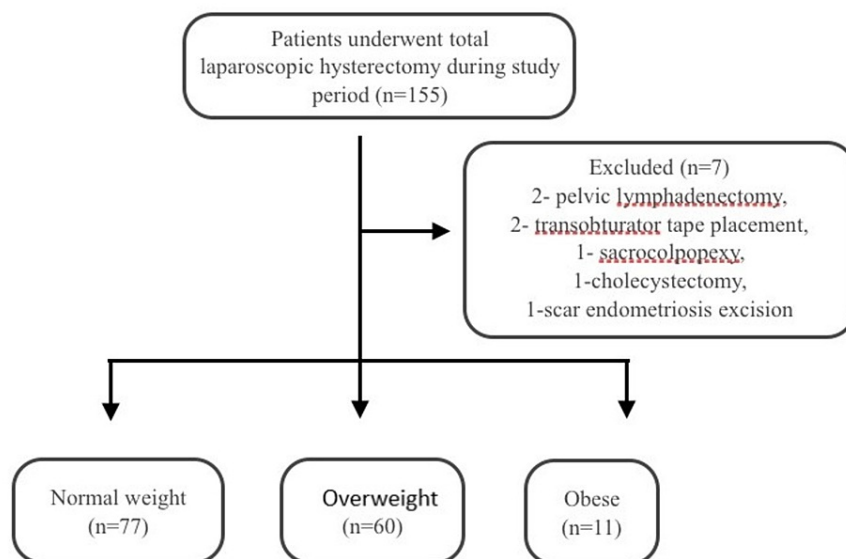 Patients underwent total
laparoscopic hysterectomy during study
period (n=155)
Excluded (n=7)
2- pelvic lymphadenectomy,
2- transobturator tape placement,
1- sacrocolpopexy,
1-cholecystectomy,
1-scar endometriosis excision
Normal weight
(n=77)
Overweight
(n=60)
Obese
(n=11)